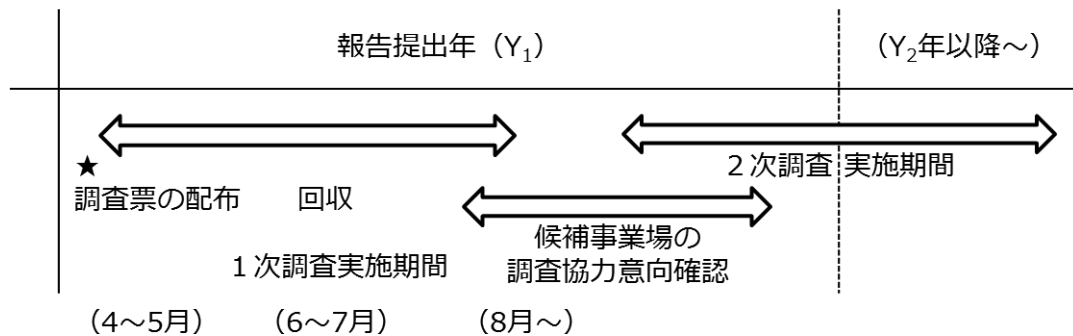 報告提出年（Y₁）
（Y₂年以降～）
★
調査票の配布 回収
２次調査 実施期間
候補事業場の
調査協力意向確認
１次調査実施期間
（4～5月） （6～7月） （8月～）